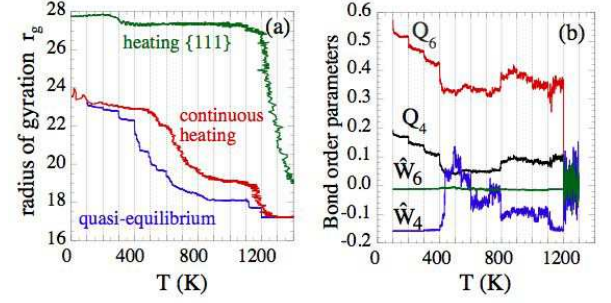 28
26
24
22
20
18
16
radius of gyration r_g
(a)
heating {111}
continuous
heating
quasi-equilibrium
0 400 800 1200
T (K)
0.6
0.5
0.4
0.3
0.2
0.1
0.0
-0.1
-0.2
Bond order parameters
(b)
Q_6
Q_4
Ŵ_6
Ŵ_4
0 400 800 1200
T (K)